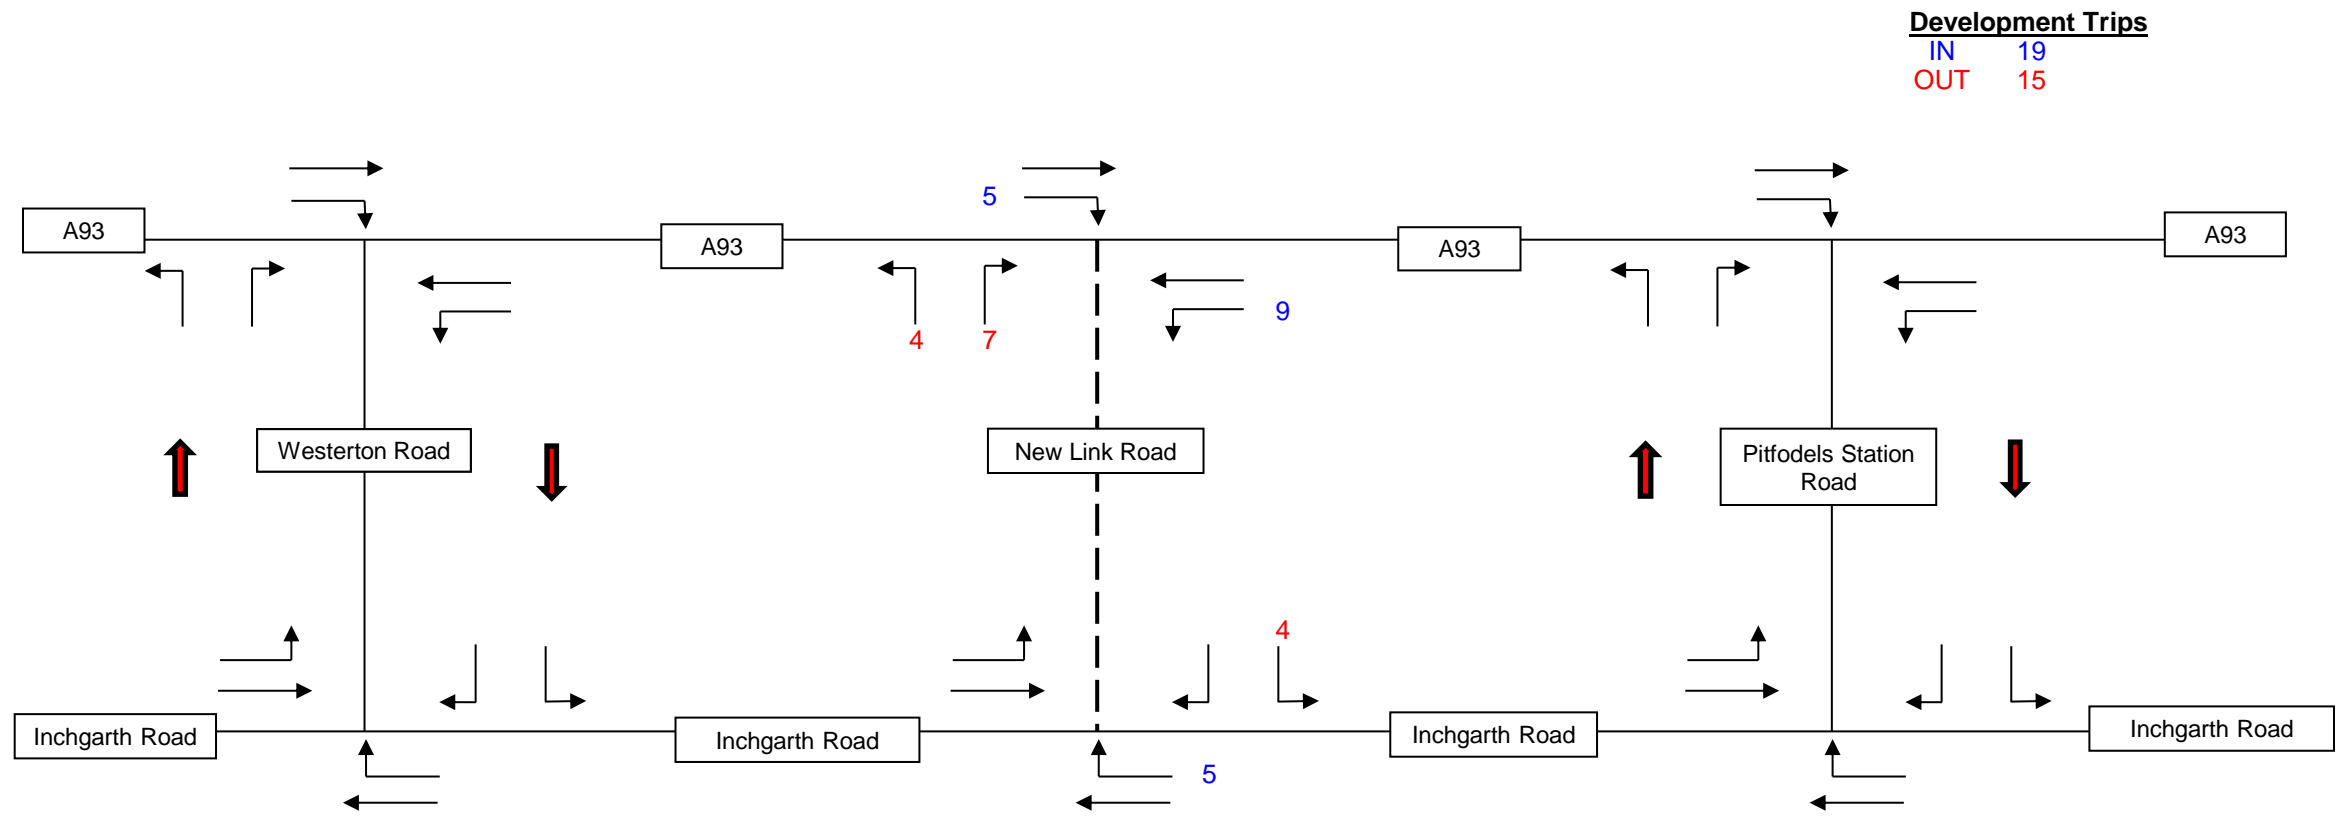 Development Trips
IN 19
OUT 15
5
A93
A93
A93
A93
9
4 7
Westerton Road
New Link Road
Pitfodels Station
Road
4
Inchgarth Road
Inchgarth Road
Inchgarth Road
Inchgarth Road
5